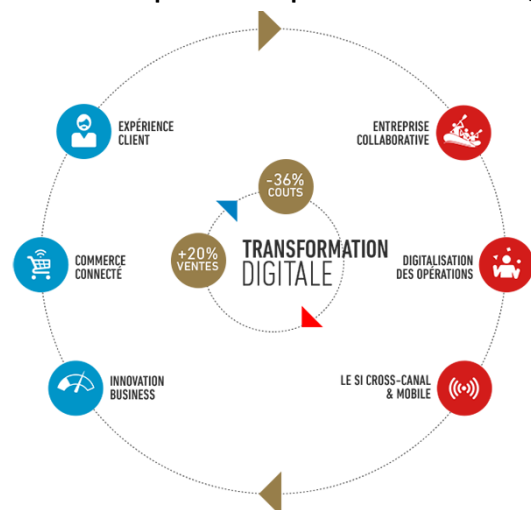 EXPÉRIENCE
CLIENT
ENTREPRISE
COLLABORATIVE
-36%
COUTS
+20%
VENTES
TRANSFORMATION
DIGITALE
COMMERCE
CONNECTÉ
DIGITALISATION
DES OPÉRATIONS
INNOVATION
BUSINESS
LE SI CROSS-CANAL
& MOBILE